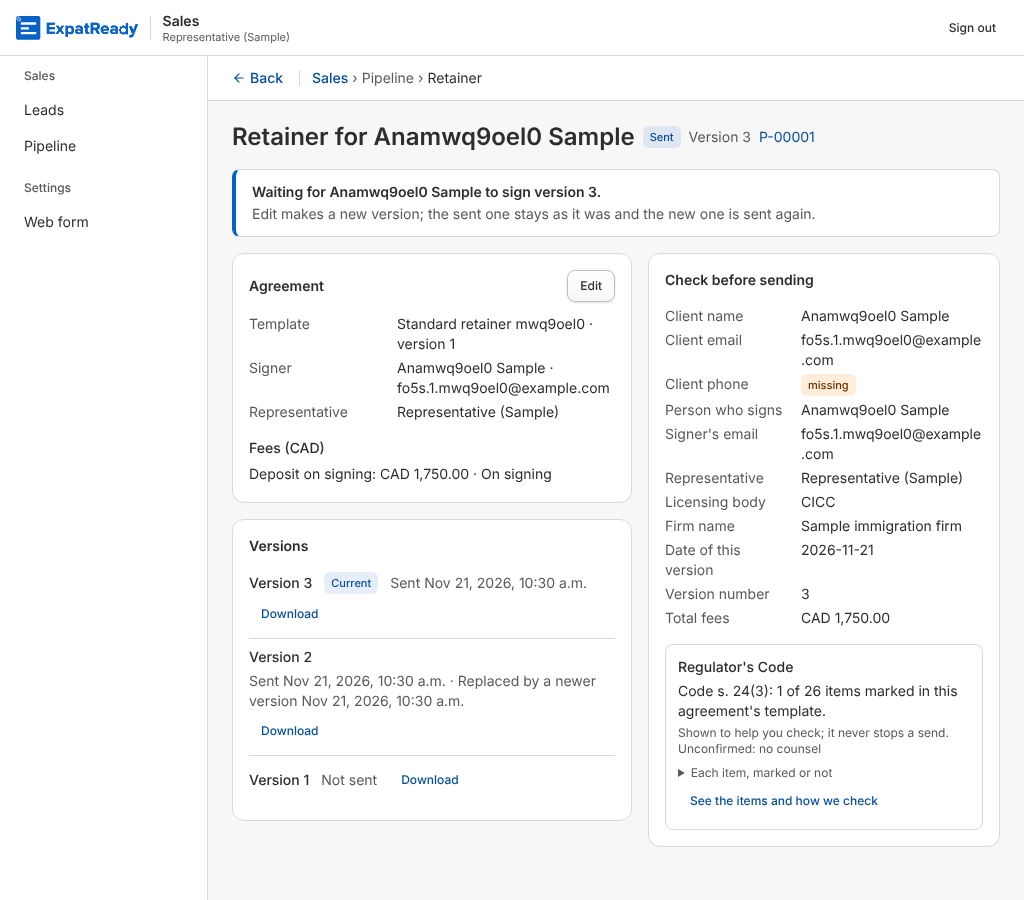 ExpatReady
Sales
Representative (Sample)
Sign out
Sales
Leads
Pipeline
Settings
Web form
← Back
Sales › Pipeline › Retainer
Retainer for Anamwq9oel0 Sample Sent Version 3 P-00001
Waiting for Anamwq9oel0 Sample to sign version 3.
Edit makes a new version; the sent one stays as it was and the new one is sent again.
Agreement
Edit
Template Standard retainer mwq9oel0 ·
version 1
Signer Anamwq9oel0 Sample ·
fo5s.1.mwq9oel0@example.com
Representative Representative (Sample)
Fees (CAD)
Deposit on signing: CAD 1,750.00 · On signing
Versions
Version 3 Current Sent Nov 21, 2026, 10:30 a.m.
Download
Version 2
Sent Nov 21, 2026, 10:30 a.m. · Replaced by a newer
version Nov 21, 2026, 10:30 a.m.
Download
Version 1 Not sent Download
Check before sending
Client name Anamwq9oel0 Sample
Client email fo5s.1.mwq9oel0@example
.com
Client phone missing
Person who signs Anamwq9oel0 Sample
Signer's email fo5s.1.mwq9oel0@example
.com
Representative Representative (Sample)
Licensing body CICC
Firm name Sample immigration firm
Date of this 2026-11-21
version
Version number 3
Total fees CAD 1,750.00
Regulator's Code
Code s. 24(3): 1 of 26 items marked in this
agreement's template.
Shown to help you check; it never stops a send.
Unconfirmed: no counsel
Each item, marked or not
See the items and how we check